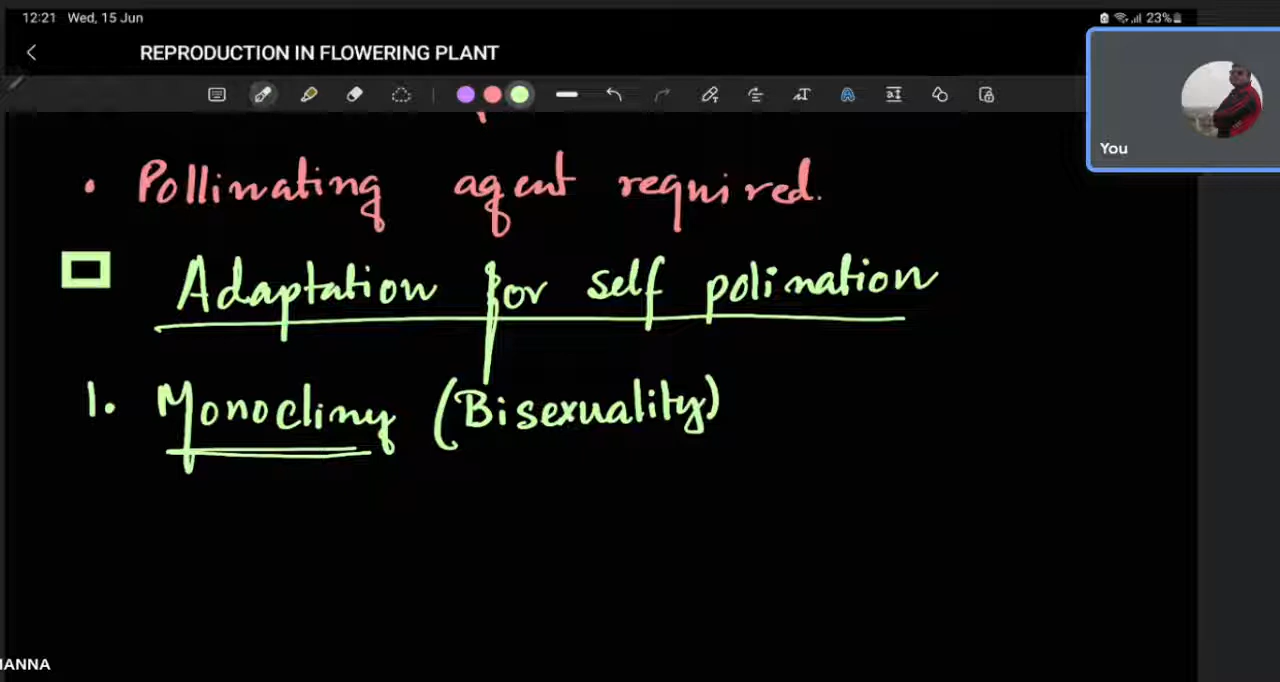 12:21 Wed, 15 Jun 23%
REPRODUCTION IN FLOWERING PLANT
You
• Pollinating agent required.
Adaptation for self polination
1. Monocliny (Bisexuality)
IANNA